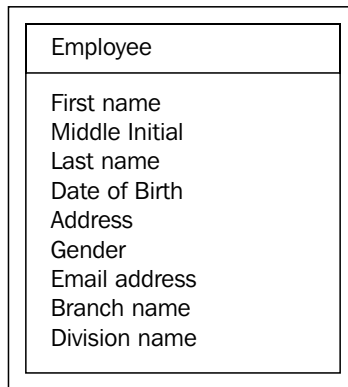 Employee
First name
Middle Initial
Last name
Date of Birth
Address
Gender
Email address
Branch name
Division name